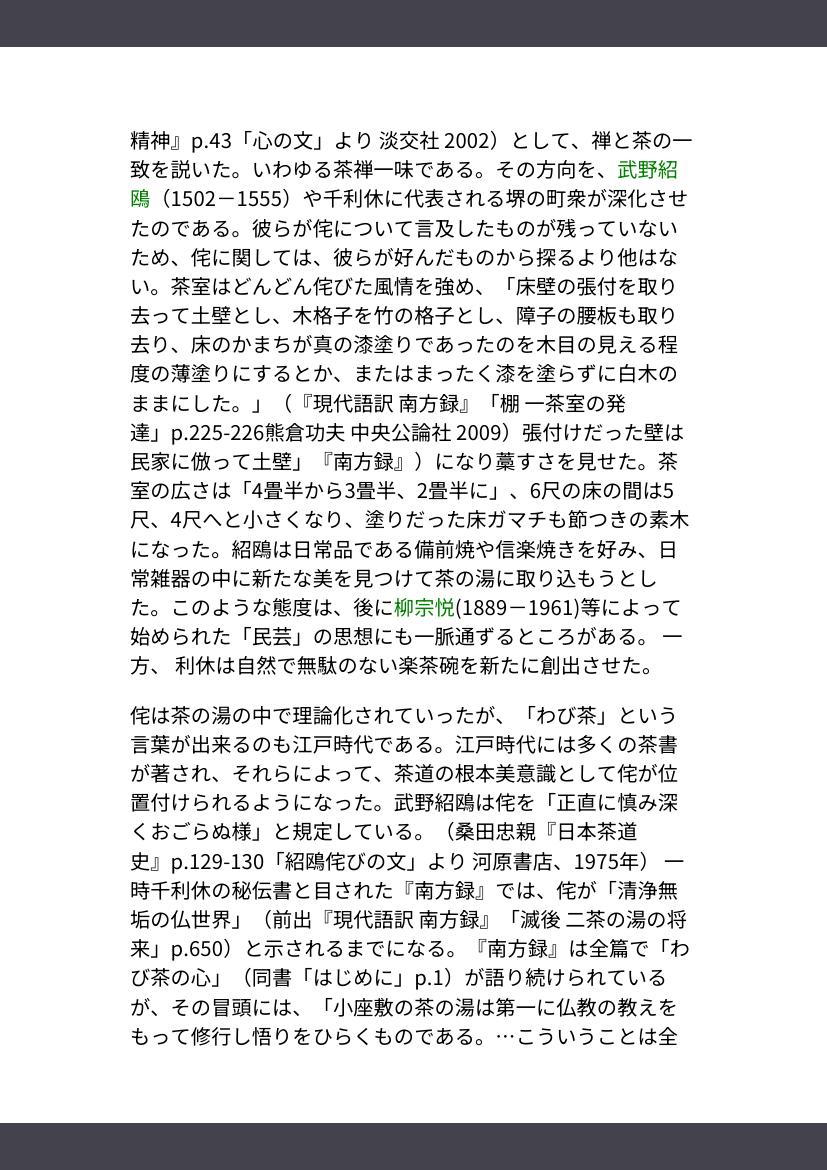 精神』p.43「心の文」より 淡交社 2002）として、禅と茶の一
致を説いた。いわゆる茶禅一味である。その方向を、武野紹
鴎（1502－1555）や千利休に代表される堺の町衆が深化させ
たのである。彼らが侘について言及したものが残っていない
ため、侘に関しては、彼らが好んだものから探るより他はな
い。茶室はどんどん侘びた風情を強め、「床壁の張付を取り
去って土壁とし、木格子を竹の格子とし、障子の腰板も取り
去り、床のかまちが真の漆塗りであったのを木目の見える程
度の薄塗りにするとか、またはまったく漆を塗らずに白木の
ままにした。」（『現代語訳 南方録』「棚 一茶室の発
達」p.225-226熊倉功夫 中央公論社 2009）張付けだった壁は
民家に倣って土壁」『南方録』）になり藁すさを見せた。茶
室の広さは「4畳半から3畳半、2畳半に」、6尺の床の間は5
尺、4尺へと小さくなり、塗りだった床ガマチも節つきの素木
になった。紹鴎は日常品である備前焼や信楽焼きを好み、日
常雑器の中に新たな美を見つけて茶の湯に取り込もうとし
た。このような態度は、後に柳宗悦(1889－1961)等によって
始められた「民芸」の思想にも一脈通ずるところがある。 一
方、 利休は自然で無駄のない楽茶碗を新たに創出させた。
侘は茶の湯の中で理論化されていったが、「わび茶」という
言葉が出来るのも江戸時代である。江戸時代には多くの茶書
が著され、それらによって、茶道の根本美意識として侘が位
置付けられるようになった。武野紹鴎は侘を「正直に慎み深
くおごらぬ様」と規定している。（桑田忠親『日本茶道
史』p.129-130「紹鴎侘びの文」より 河原書店、1975年） 一
時千利休の秘伝書と目された『南方録』では、侘が「清浄無
垢の仏世界」（前出『現代語訳 南方録』「滅後 二茶の湯の将
来」p.650）と示されるまでになる。『南方録』は全篇で「わ
び茶の心」（同書「はじめに」p.1）が語り続けられている
が、その冒頭には、「小座敷の茶の湯は第一に仏教の教えを
もって修行し悟りをひらくものである。…こういうことは全